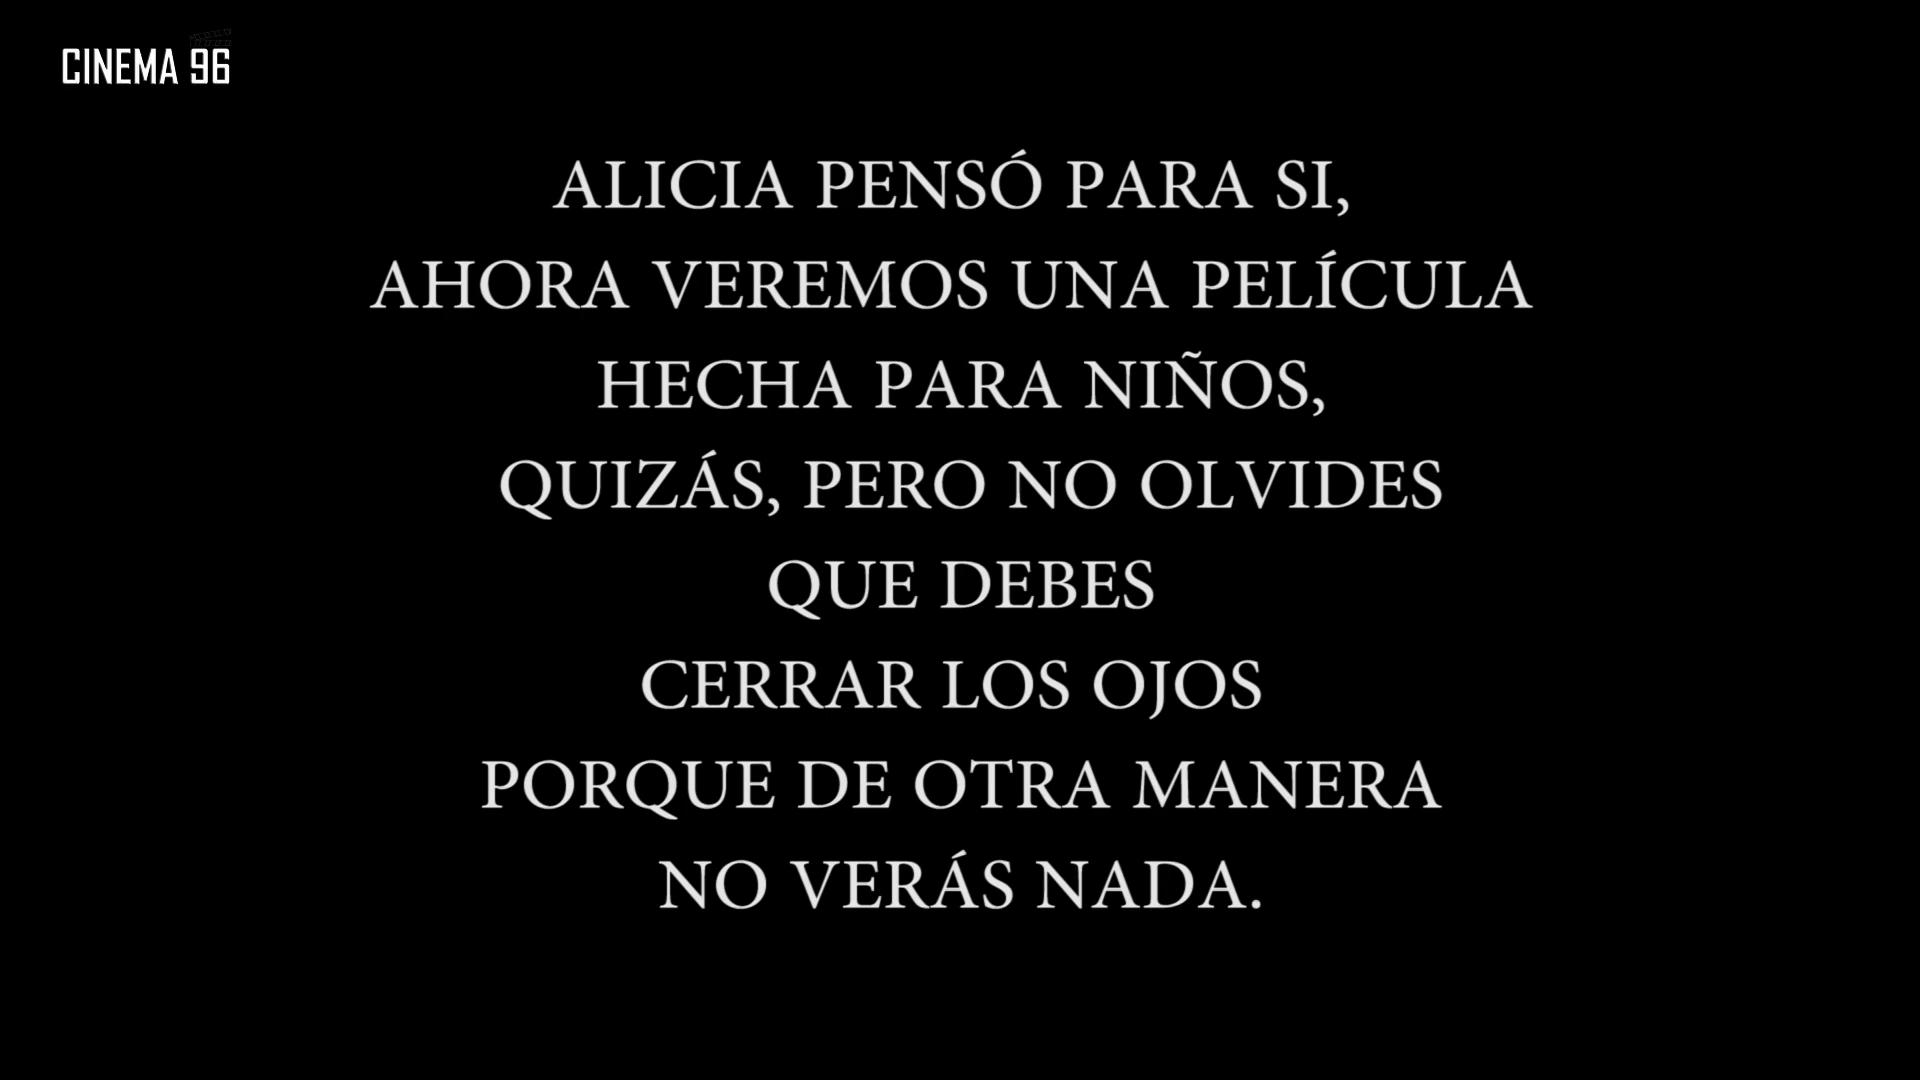 CINEMA 96
ALICIA PENSÓ PARA SI,
AHORA VEREMOS UNA PELÍCULA
HECHA PARA NIÑOS,
QUIZÁS, PERO NO OLVIDES
QUE DEBES
CERRAR LOS OJOS
PORQUE DE OTRA MANERA
NO VERÁS NADA.